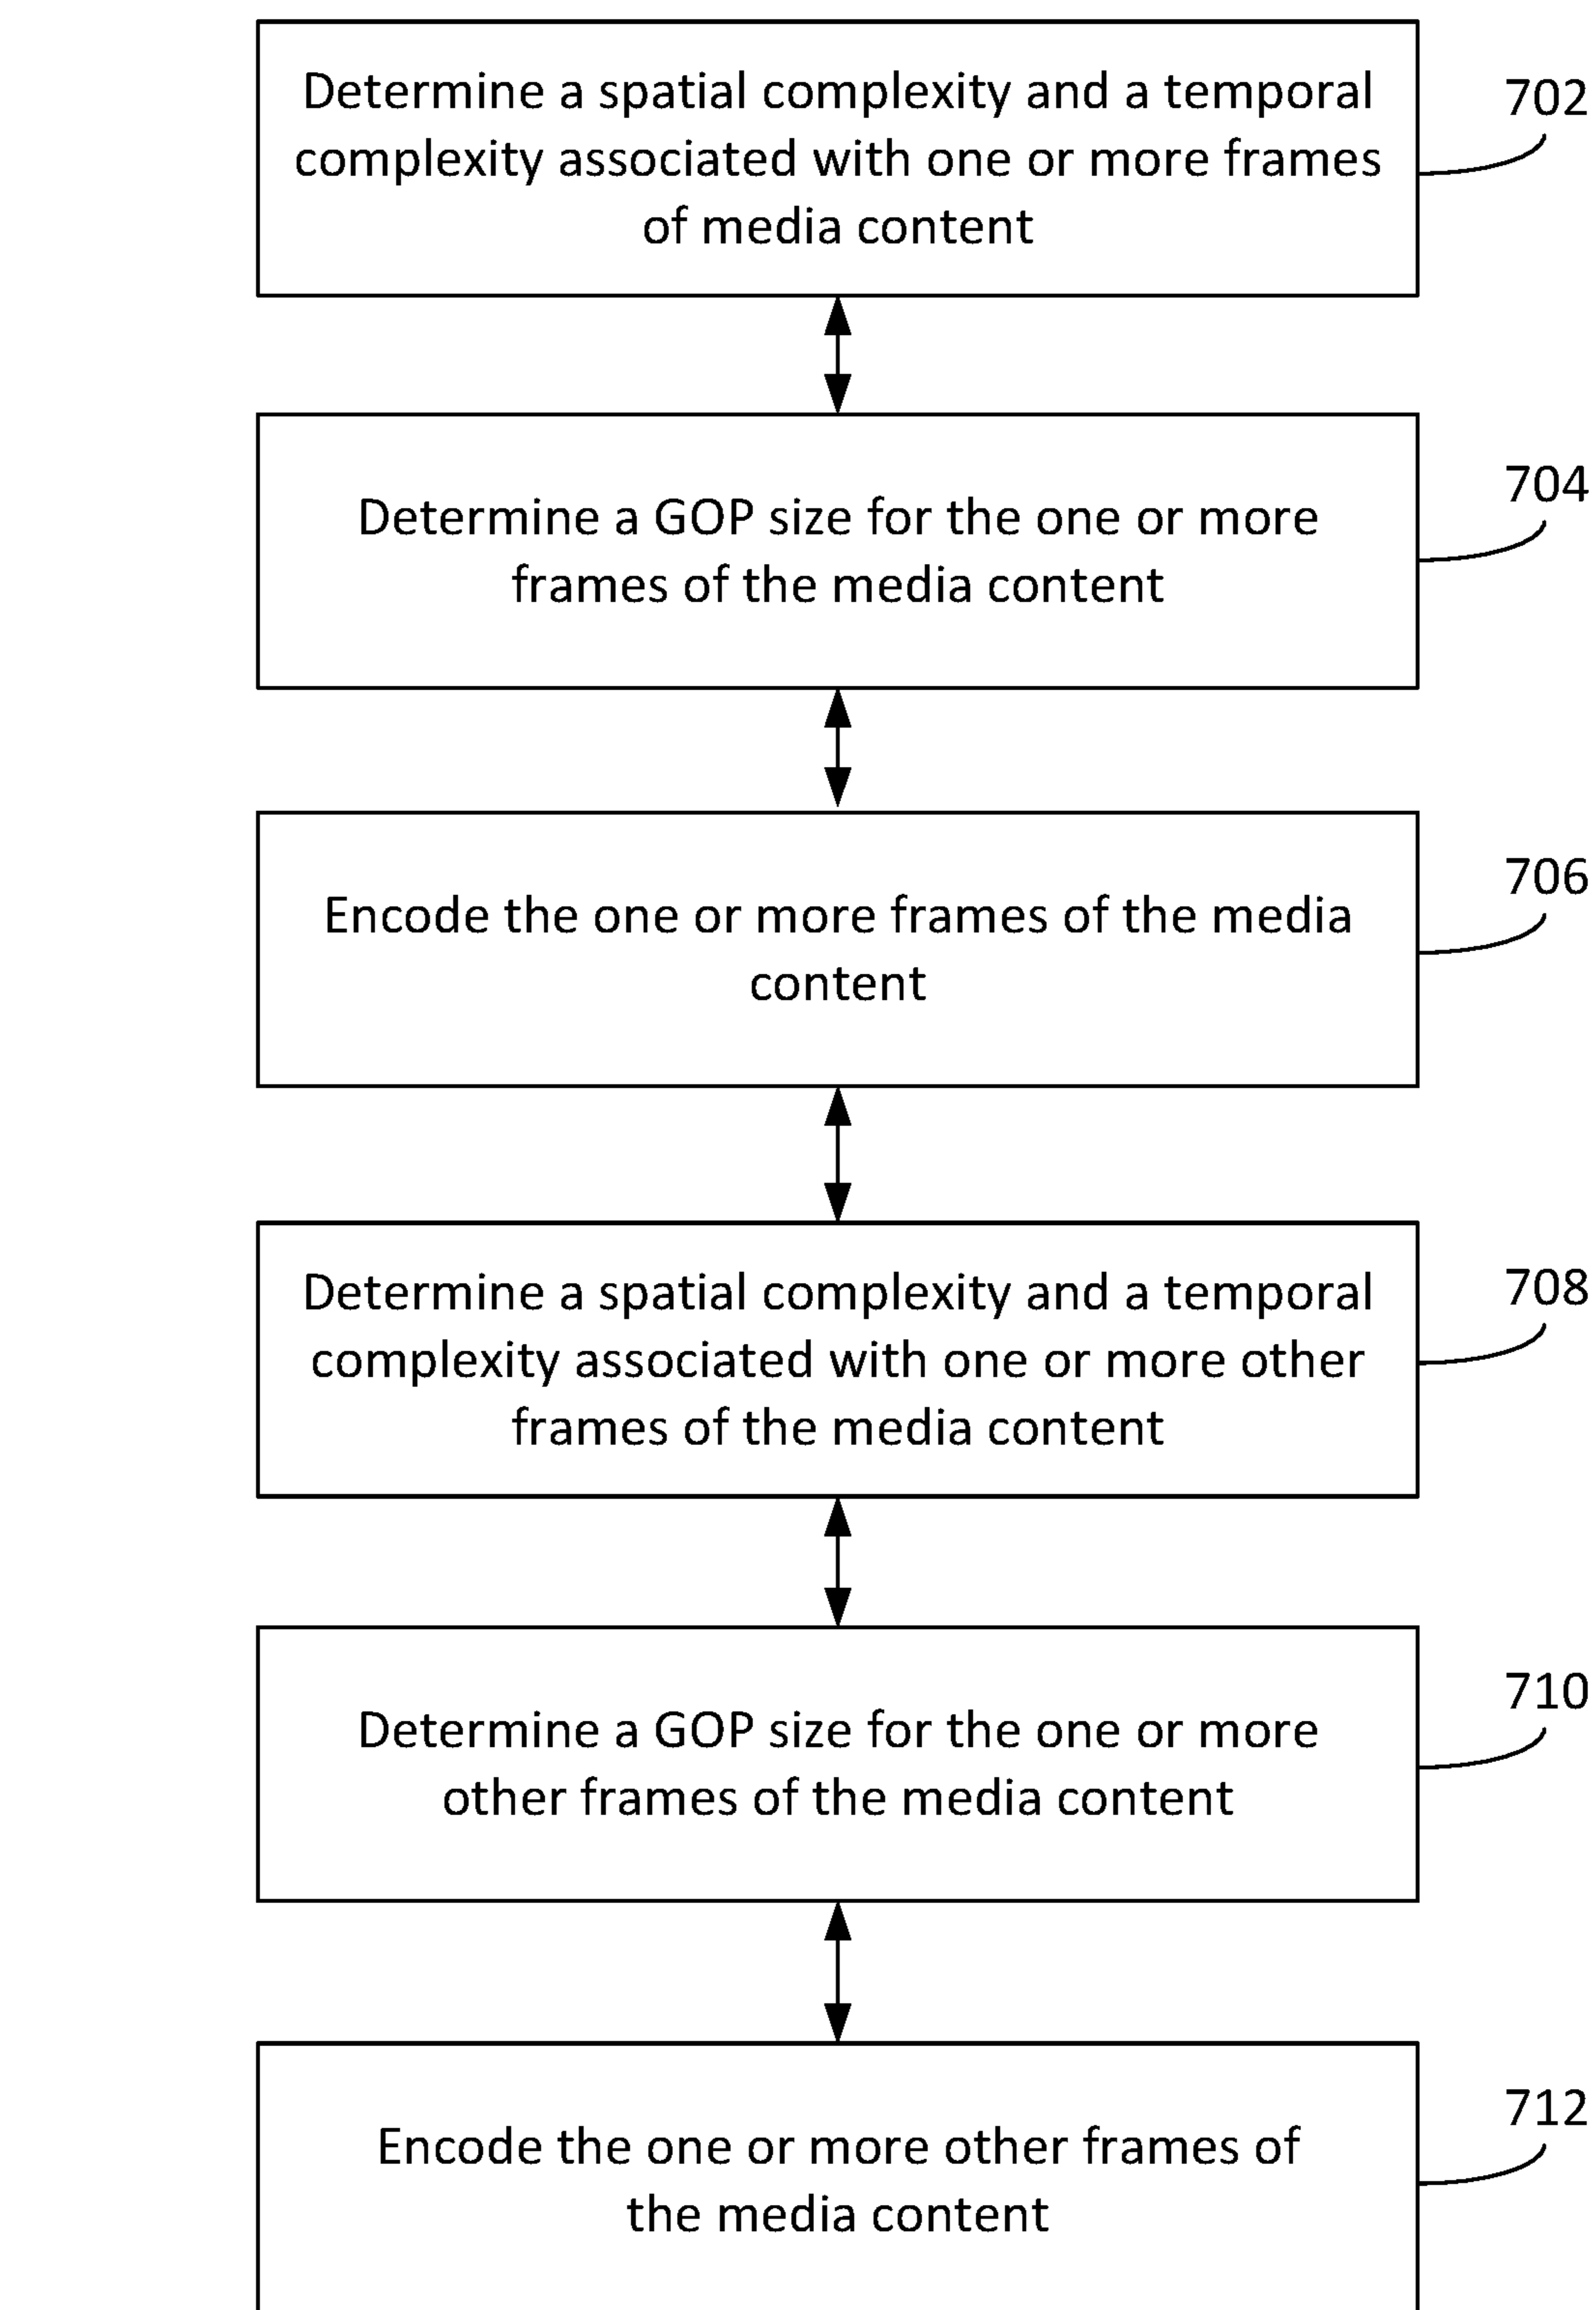 Determine a spatial complexity and a temporal
complexity associated with one or more frames
of media content
702
Determine a GOP size for the one or more
frames of the media content
704
Encode the one or more frames of the media
content
706
Determine a spatial complexity and a temporal
complexity associated with one or more other
frames of the media content
708
Determine a GOP size for the one or more
other frames of the media content
710
Encode the one or more other frames of
the media content
712